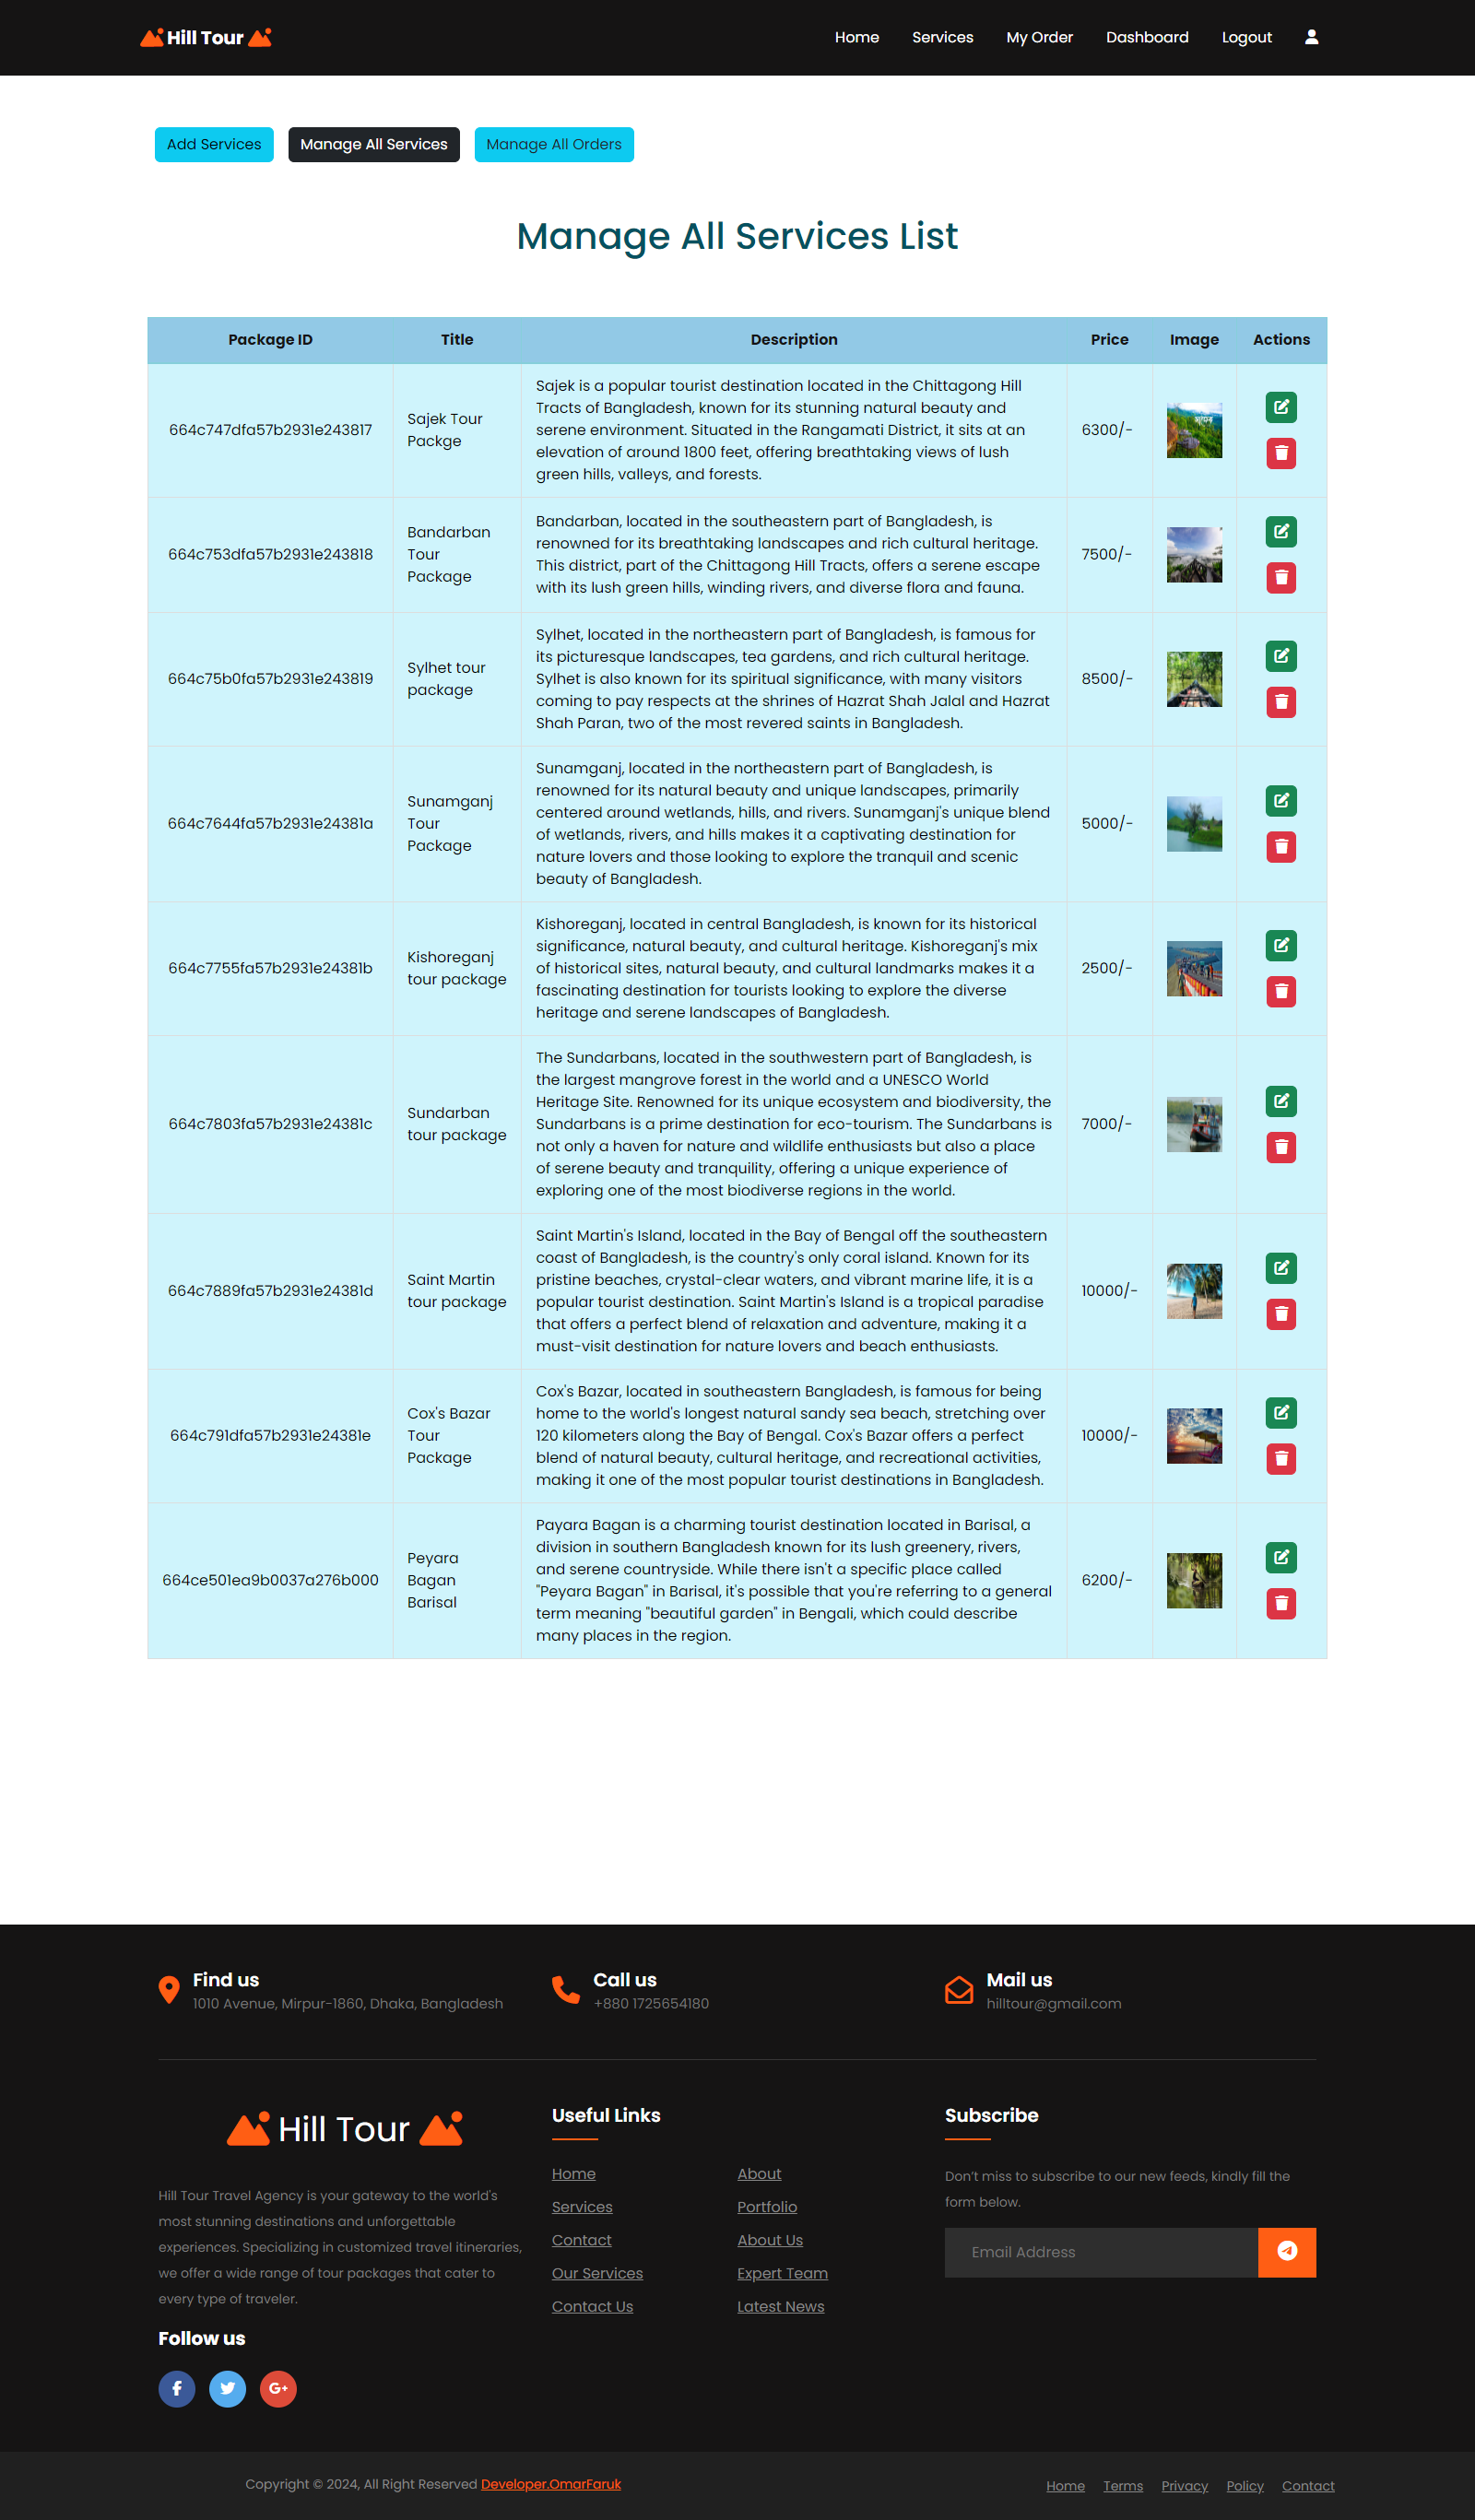 Hill Tour
Home Services My Order Dashboard Logout
Add Services Manage All Services Manage All Orders
Manage All Services List
Package ID Title Description Price Image Actions
664c747dfa57b2931e243817
Sajek Tour
Packge
Sajek is a popular tourist destination located in the Chittagong Hill
Tracts of Bangladesh, known for its stunning natural beauty and
serene environment. Situated in the Rangamati District, it sits at an
elevation of around 1800 feet, offering breathtaking views of lush
green hills, valleys, and forests.
6300/-
664c753dfa57b2931e243818
Bandarban
Tour
Package
Bandarban, located in the southeastern part of Bangladesh, is
renowned for its breathtaking landscapes and rich cultural heritage.
This district, part of the Chittagong Hill Tracts, offers a serene escape
with its lush green hills, winding rivers, and diverse flora and fauna.
7500/-
664c75b0fa57b2931e243819
Sylhet tour
package
Sylhet, located in the northeastern part of Bangladesh, is famous for
its picturesque landscapes, tea gardens, and rich cultural heritage.
Sylhet is also known for its spiritual significance, with many visitors
coming to pay respects at the shrines of Hazrat Shah Jalal and Hazrat
Shah Paran, two of the most revered saints in Bangladesh.
8500/-
664c7644fa57b2931e24381a
Sunamganj
Tour
Package
Sunamganj, located in the northeastern part of Bangladesh, is
renowned for its natural beauty and unique landscapes, primarily
centered around wetlands, hills, and rivers. Sunamganj's unique blend
of wetlands, rivers, and hills makes it a captivating destination for
nature lovers and those looking to explore the tranquil and scenic
beauty of Bangladesh.
5000/-
664c7755fa57b2931e24381b
Kishoreganj
tour package
Kishoreganj, located in central Bangladesh, is known for its historical
significance, natural beauty, and cultural heritage. Kishoreganj's mix
of historical sites, natural beauty, and cultural landmarks makes it a
fascinating destination for tourists looking to explore the diverse
heritage and serene landscapes of Bangladesh.
2500/-
664c7803fa57b2931e24381c
Sundarban
tour package
The Sundarbans, located in the southwestern part of Bangladesh, is
the largest mangrove forest in the world and a UNESCO World
Heritage Site. Renowned for its unique ecosystem and biodiversity, the
Sundarbans is a prime destination for eco-tourism. The Sundarbans is
not only a haven for nature and wildlife enthusiasts but also a place
of serene beauty and tranquility, offering a unique experience of
exploring one of the most biodiverse regions in the world.
7000/-
664c7889fa57b2931e24381d
Saint Martin
tour package
Saint Martin's Island, located in the Bay of Bengal off the southeastern
coast of Bangladesh, is the country's only coral island. Known for its
pristine beaches, crystal-clear waters, and vibrant marine life, it is a
popular tourist destination. Saint Martin's Island is a tropical paradise
that offers a perfect blend of relaxation and adventure, making it a
must-visit destination for nature lovers and beach enthusiasts.
10000/-
664c791dfa57b2931e24381e
Cox's Bazar
Tour
Package
Cox's Bazar, located in southeastern Bangladesh, is famous for being
home to the world's longest natural sandy sea beach, stretching over
120 kilometers along the Bay of Bengal. Cox's Bazar offers a perfect
blend of natural beauty, cultural heritage, and recreational activities,
making it one of the most popular tourist destinations in Bangladesh.
10000/-
664ce501ea9b0037a276b000
Peyara
Bagan
Barisal
Payara Bagan is a charming tourist destination located in Barisal, a
division in southern Bangladesh known for its lush greenery, rivers,
and serene countryside. While there isn't a specific place called
"Peyara Bagan" in Barisal, it's possible that you're referring to a general
term meaning "beautiful garden" in Bengali, which could describe
many places in the region.
6200/-
Find us
1010 Avenue, Mirpur-1860, Dhaka, Bangladesh
Call us
+880 1725654180
Mail us
hilltour@gmail.com
Hill Tour
Hill Tour Travel Agency is your gateway to the world's
most stunning destinations and unforgettable
experiences. Specializing in customized travel itineraries,
we offer a wide range of tour packages that cater to
every type of traveler.
Follow us
G+
Useful Links
Home About
Services Portfolio
Contact About Us
Our Services Expert Team
Contact Us Latest News
Subscribe
Don't miss to subscribe to our new feeds, kindly fill the
form below.
Email Address
Copyright © 2024, All Right Reserved Developer.OmarFaruk
Home Terms Privacy Policy Contact